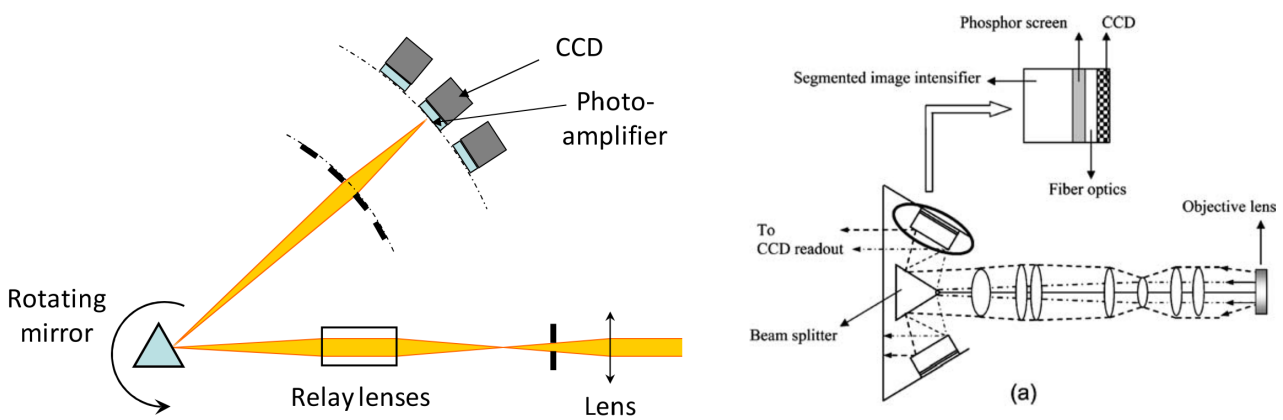 CCD
Photo-
amplifier
Rotating
mirror
Relay lenses
Lens
Phosphor screen
CCD
Segmented image intensifier
Fiber optics
Objective lens
To
CCD readout
Beam splitter
(a)